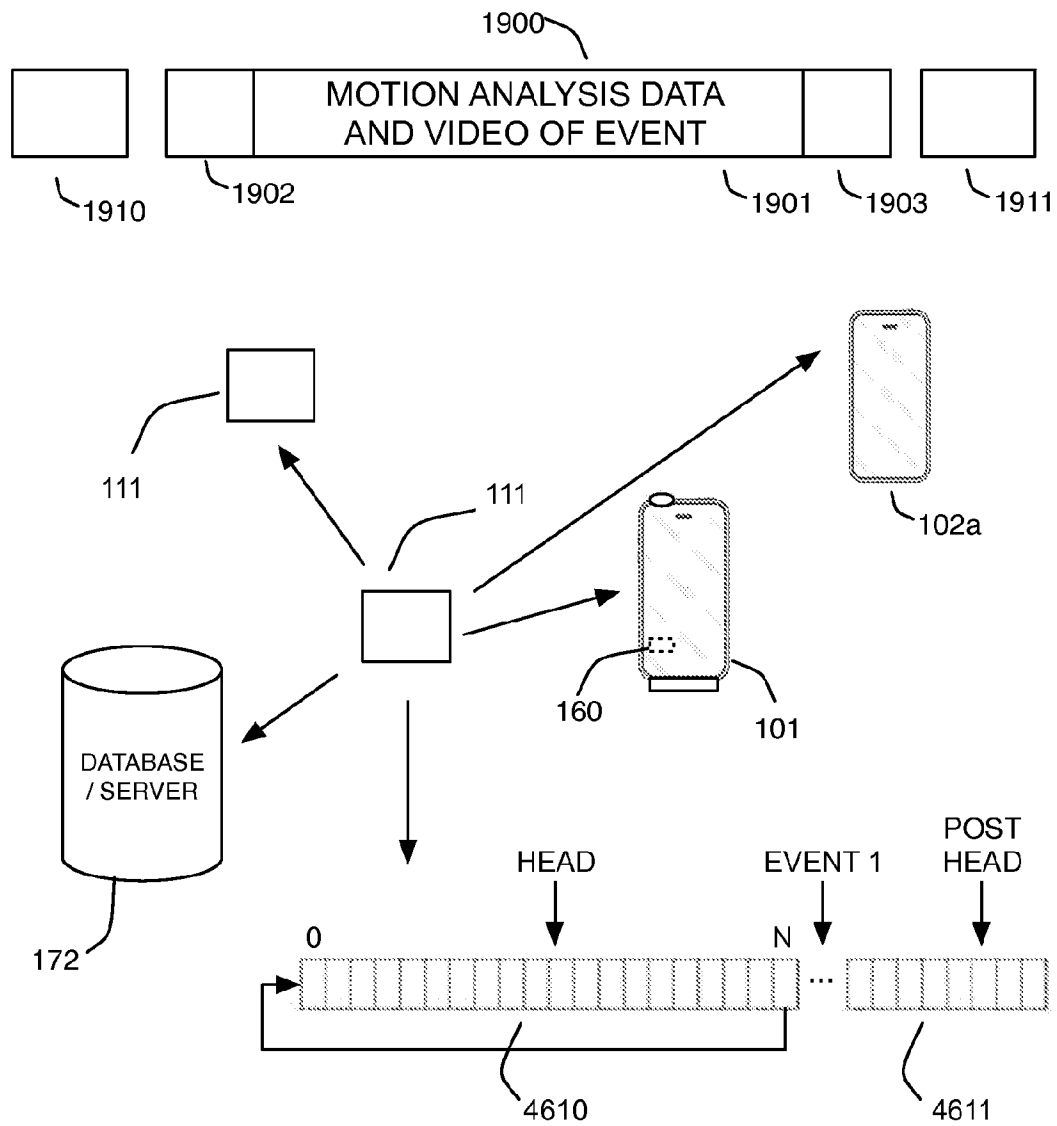 1900
MOTION ANALYSIS DATA
AND VIDEO OF EVENT
1910
1902
1901
1903
1911
111
111
102a
160
101
DATABASE
/ SERVER
172
HEAD
EVENT 1
POST
HEAD
0
N
...
4610
4611